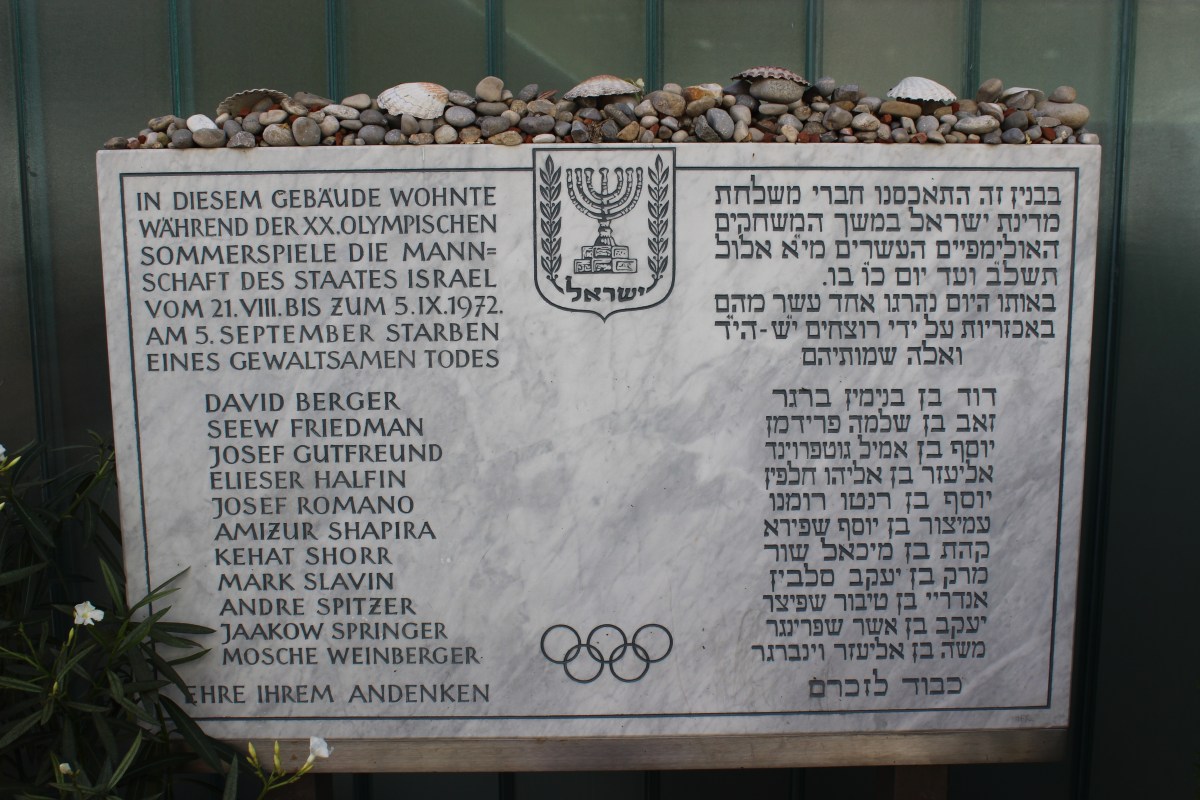 IN DIESEM GEBÄUDE WOHNTE
WÄHREND DER XX. OLYMPISCHEN
SOMMERSPIELE DIE MANN=
SCHAFT DES STAATES ISRAEL
VOM 21.VIII. BIS ZUM 5.IX.1972.
AM 5. SEPTEMBER STARBEN
EINES GEWALTSAMEN TODES
DAVID BERGER
SEEW FRIEDMAN
JOSEF GUTFREUND
ELIESER HALFIN
JOSEF ROMANO
AMIZUR SHAPIRA
KEHAT SHORR
MARK SLAVIN
ANDRE SPITZER
JAAKOW SPRINGER
MOSCHE WEINBERGER
EHRE IHREM ANDENKEN
ישראל
בבנין זה התאכסנו חברי משלחת
מדינת ישראל במשך המשחקים
האולימפיים העשרים מי״א אלול
תשל״ב ועד יום כ״ו בו.
באותו היום נהרגו אחד עשר מהם
באכזריות על ידי רוצחים י״ש-הי״ד
ואלה שמותיהם
דוד בן בנימין ברגר
זאב בן שלמה פרידמן
יוסף בן אמיל גוטפרוינד
אליעזר בן אליהו חלפין
יוסף בן רנטו רומנו
עמיצור בן יוסף שפירא
קהת בן מיכאל שור
מרק בן יעקב סלבין
אנדריי בן טיבור שפיצר
יעקב בן אשר שפרינגר
משה בן אליעזר וינברגר
כבוד לזכרם